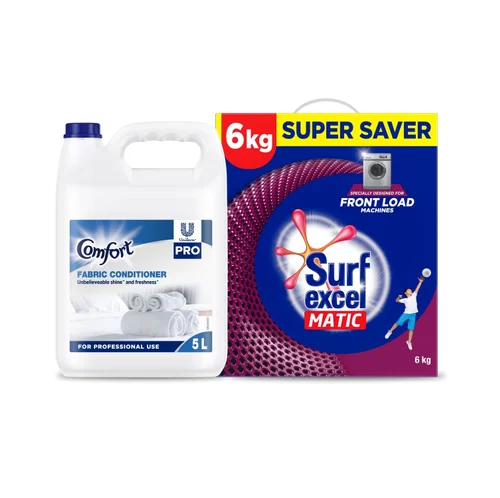 Comfort
Unilever
PRO
FABRIC CONDITIONER
Unbelieveable shine* and freshness*
FOR PROFESSIONAL USE
5 L
6kg SUPER SAVER
SPECIALLY DESIGNED FOR
FRONT LOAD
MACHINES
Surf
excel
MATIC
6 kg